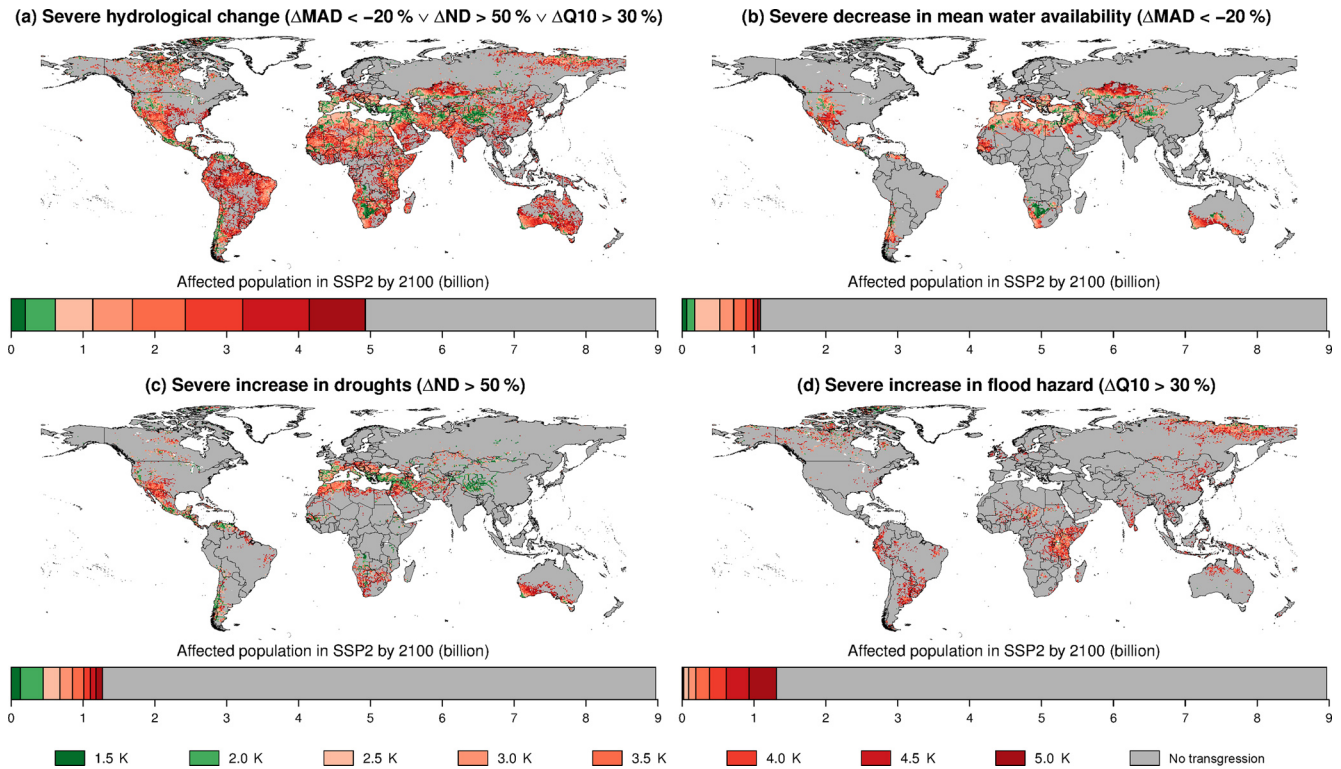 (a) Severe hydrological change (ΔMAD < −20 % ∨ ΔND > 50 % ∨ ΔQ10 > 30 %)
(b) Severe decrease in mean water availability (ΔMAD < −20 %)
Affected population in SSP2 by 2100 (billion)
Affected population in SSP2 by 2100 (billion)
0 1 2 3 4 5 6 7 8 9
0 1 2 3 4 5 6 7 8 9
(c) Severe increase in droughts (ΔND > 50 %)
(d) Severe increase in flood hazard (ΔQ10 > 30 %)
Affected population in SSP2 by 2100 (billion)
Affected population in SSP2 by 2100 (billion)
0 1 2 3 4 5 6 7 8 9
0 1 2 3 4 5 6 7 8 9
1.5 K 2.0 K 2.5 K 3.0 K 3.5 K 4.0 K 4.5 K 5.0 K No transgression